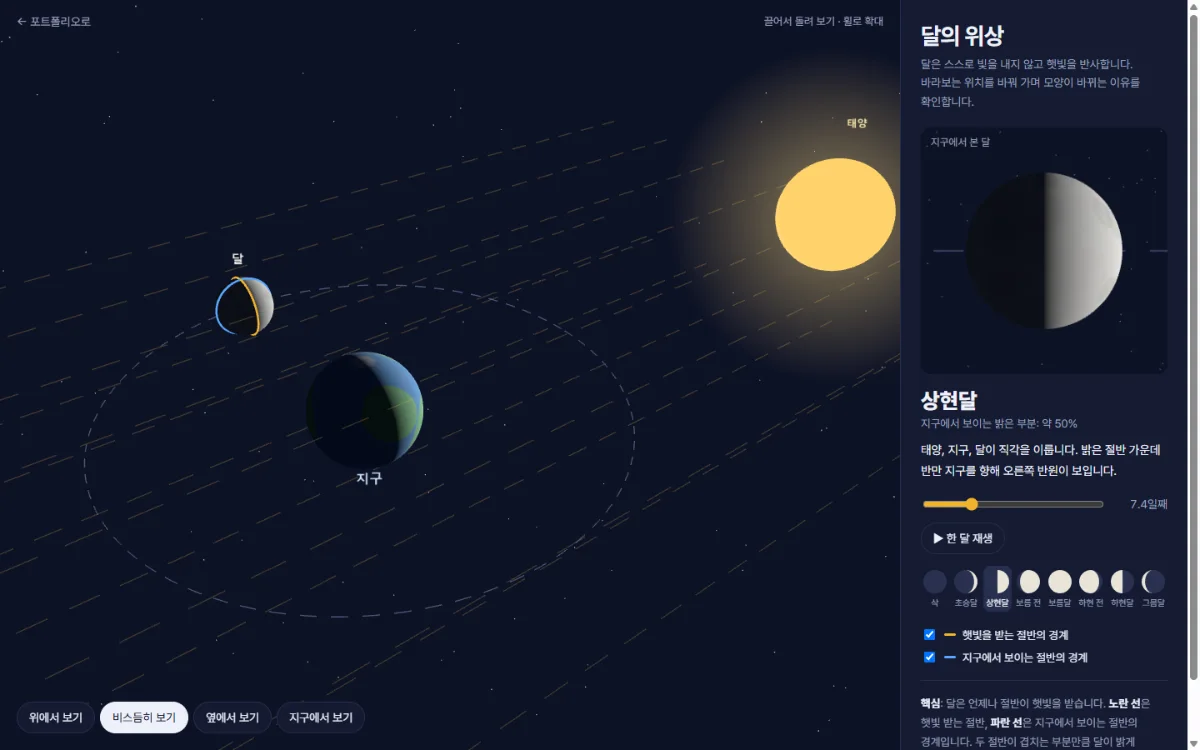 ← 포트폴리오로
끌어서 돌려 보기 · 휠로 확대
태양
달
지구
위에서 보기
비스듬히 보기
옆에서 보기
지구에서 보기
달의 위상
달은 스스로 빛을 내지 않고 햇빛을 반사합니다.
바라보는 위치를 바꿔 가며 모양이 바뀌는 이유를
확인합니다.
지구에서 본 달
상현달
지구에서 보이는 밝은 부분: 약 50%
태양, 지구, 달이 직각을 이룹니다. 밝은 절반 가운데
반만 지구를 향해 오른쪽 반원이 보입니다.
7.4일째
▶ 한 달 재생
삭 초승달 상현달 보름 전 보름달 하현 전 하현달 그믐달
햇빛을 받는 절반의 경계
지구에서 보이는 절반의 경계
핵심: 달은 언제나 절반이 햇빛을 받습니다. 노란 선은
햇빛 받는 절반, 파란 선은 지구에서 보이는 절반의
경계입니다. 두 절반이 겹치는 부분만큼 달이 밝게